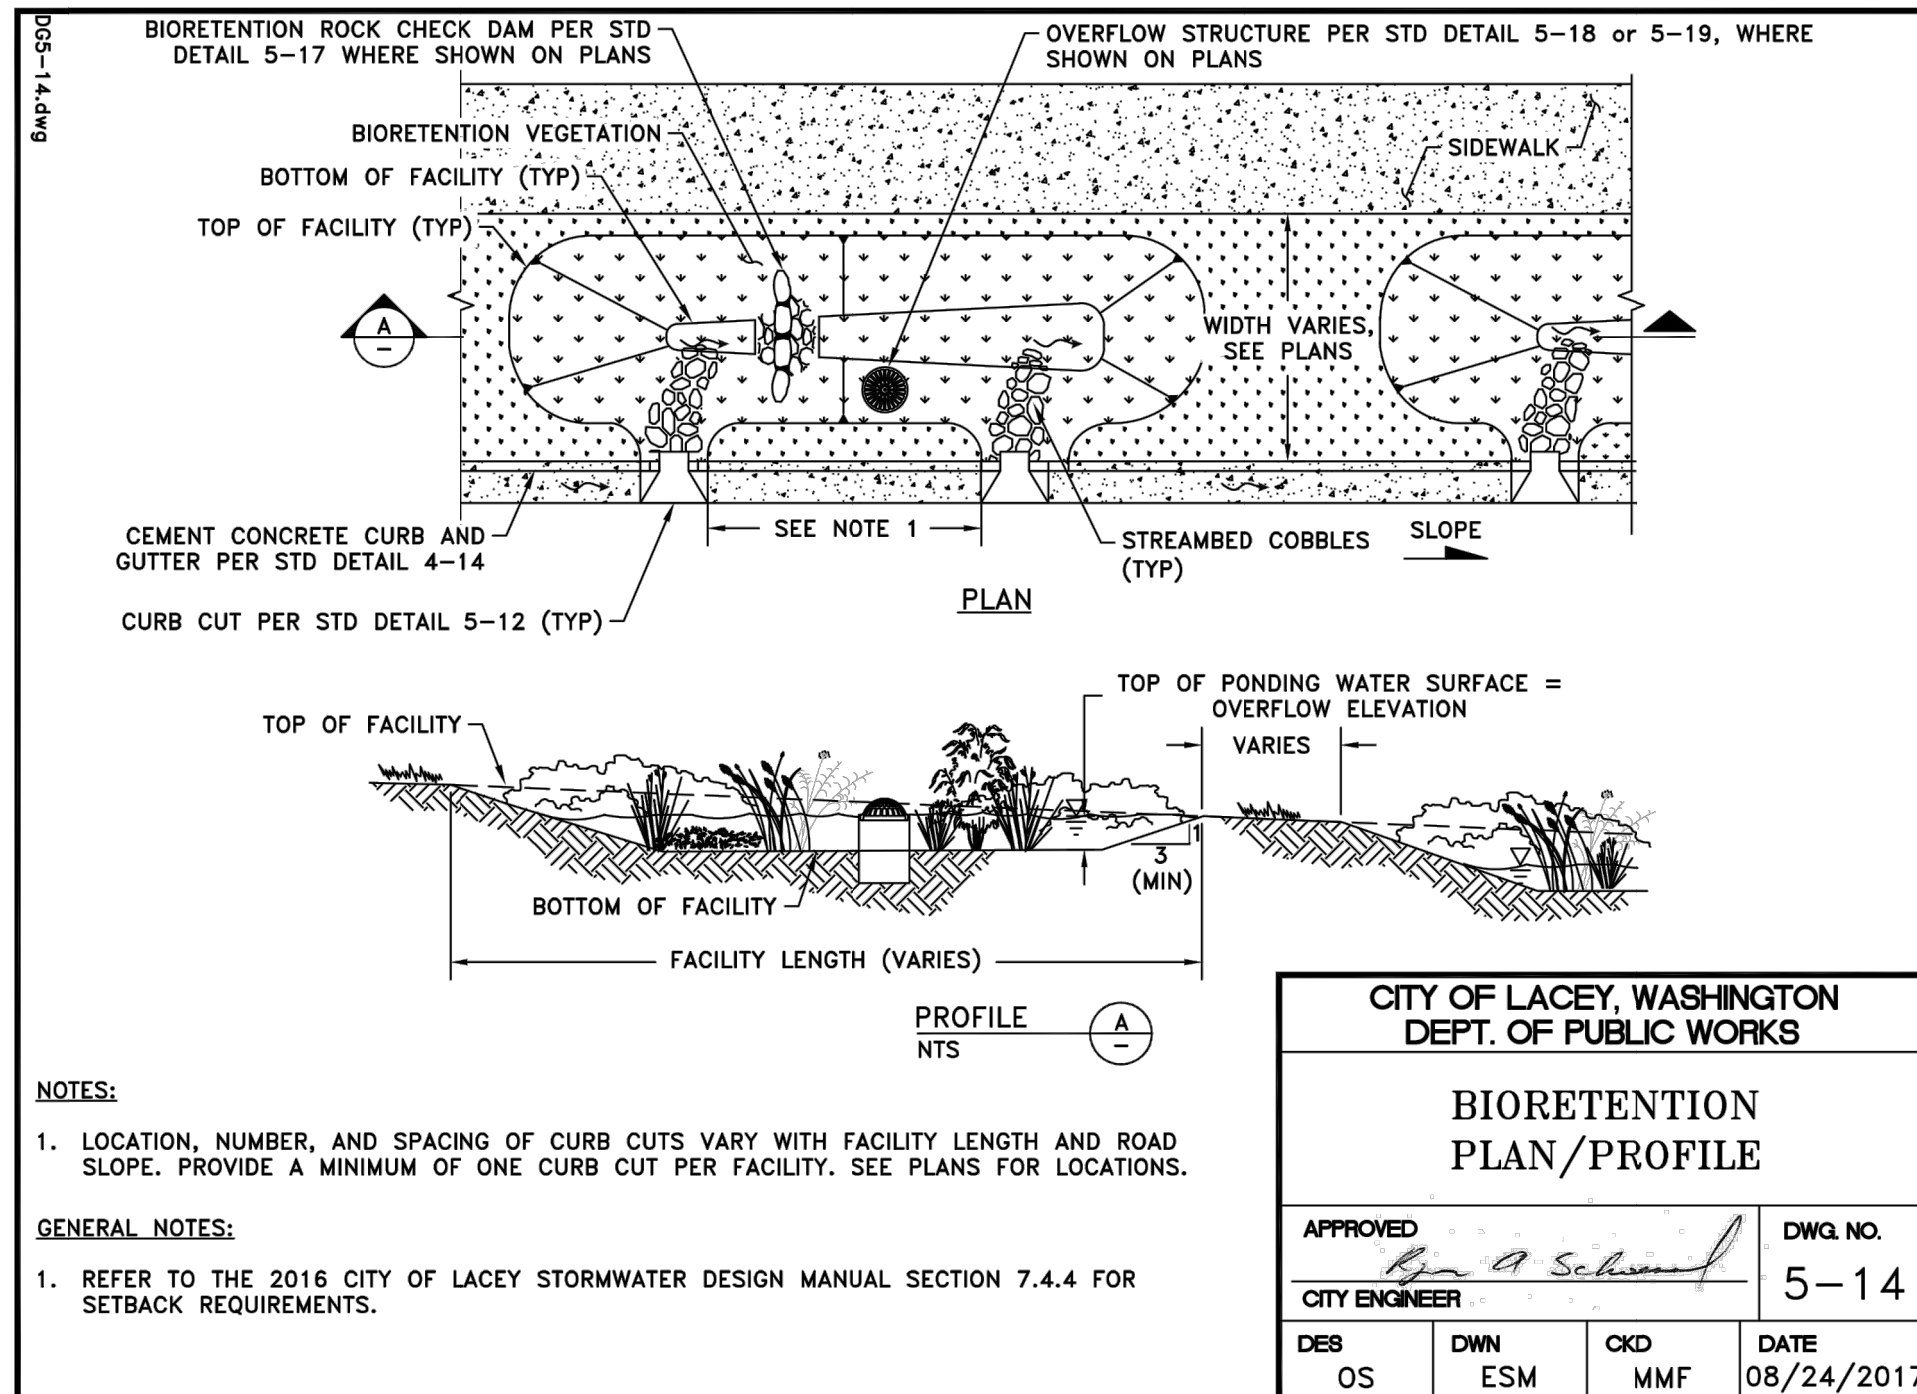 DG5-14.dwg
BIORETENTION ROCK CHECK DAM PER STD
DETAIL 5-17 WHERE SHOWN ON PLANS
OVERFLOW STRUCTURE PER STD DETAIL 5-18 or 5-19, WHERE
SHOWN ON PLANS
BIORETENTION VEGETATION
SIDEWALK
BOTTOM OF FACILITY (TYP)
TOP OF FACILITY (TYP)
A
-
WIDTH VARIES,
SEE PLANS
SEE NOTE 1
CEMENT CONCRETE CURB AND
GUTTER PER STD DETAIL 4-14
STREAMBED COBBLES
(TYP)
SLOPE
CURB CUT PER STD DETAIL 5-12 (TYP)
PLAN
TOP OF PONDING WATER SURFACE =
OVERFLOW ELEVATION
TOP OF FACILITY
VARIES
1
3
(MIN)
BOTTOM OF FACILITY
FACILITY LENGTH (VARIES)
PROFILE
NTS
A
-
NOTES:
1. LOCATION, NUMBER, AND SPACING OF CURB CUTS VARY WITH FACILITY LENGTH AND ROAD
SLOPE. PROVIDE A MINIMUM OF ONE CURB CUT PER FACILITY. SEE PLANS FOR LOCATIONS.
GENERAL NOTES:
1. REFER TO THE 2016 CITY OF LACEY STORMWATER DESIGN MANUAL SECTION 7.4.4 FOR
SETBACK REQUIREMENTS.
CITY OF LACEY, WASHINGTON
DEPT. OF PUBLIC WORKS
BIORETENTION
PLAN/PROFILE
APPROVED
CITY ENGINEER
DWG. NO.
5-14
DES
OS
DWN
ESM
CKD
MMF
DATE
08/24/2017